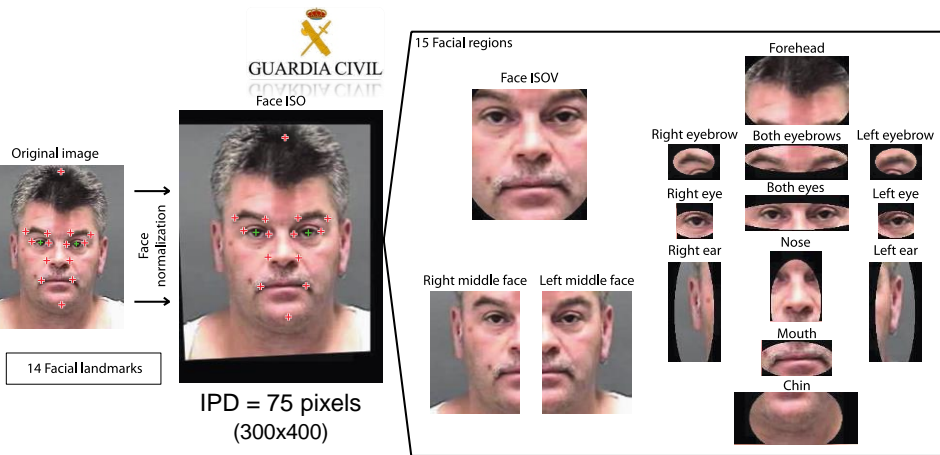 GUARDIA CIVIL
Face ISO
Original image
Face
normalization
14 Facial landmarks
IPD = 75 pixels
(300x400)
15 Facial regions
Face ISOV
Forehead
Right eyebrow
Both eyebrows
Left eyebrow
Right eye
Both eyes
Left eye
Right ear
Nose
Left ear
Right middle face
Left middle face
Mouth
Chin